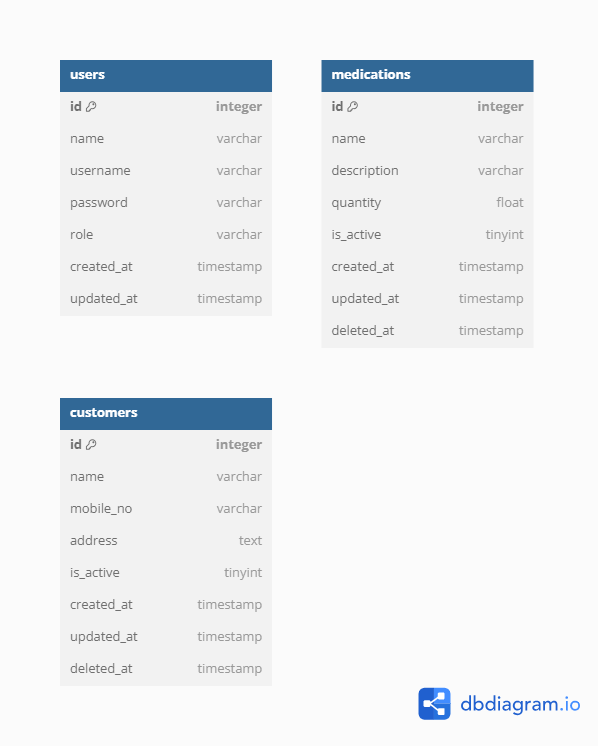 users
id integer
name varchar
username varchar
password varchar
role varchar
created_at timestamp
updated_at timestamp
medications
id integer
name varchar
description varchar
quantity float
is_active tinyint
created_at timestamp
updated_at timestamp
deleted_at timestamp
customers
id integer
name varchar
mobile_no varchar
address text
is_active tinyint
created_at timestamp
updated_at timestamp
deleted_at timestamp
dbdiagram.io